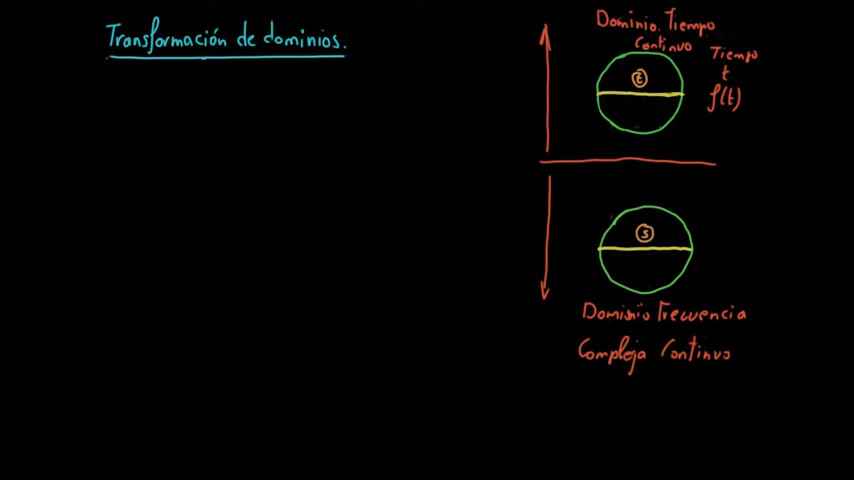 Transformación de dominios.
Dominio Tiempo
Continuo
Tiempo
t
f(t)
t
s
Dominio Frecuencia
Compleja Continuo